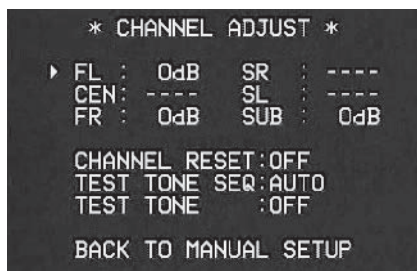 * CHANNEL ADJUST *
FL : 0dB SR : ----
CEN: ---- SL : ----
FR : 0dB SUB : 0dB
CHANNEL RESET:OFF
TEST TONE SEQ:AUTO
TEST TONE :OFF
BACK TO MANUAL SETUP